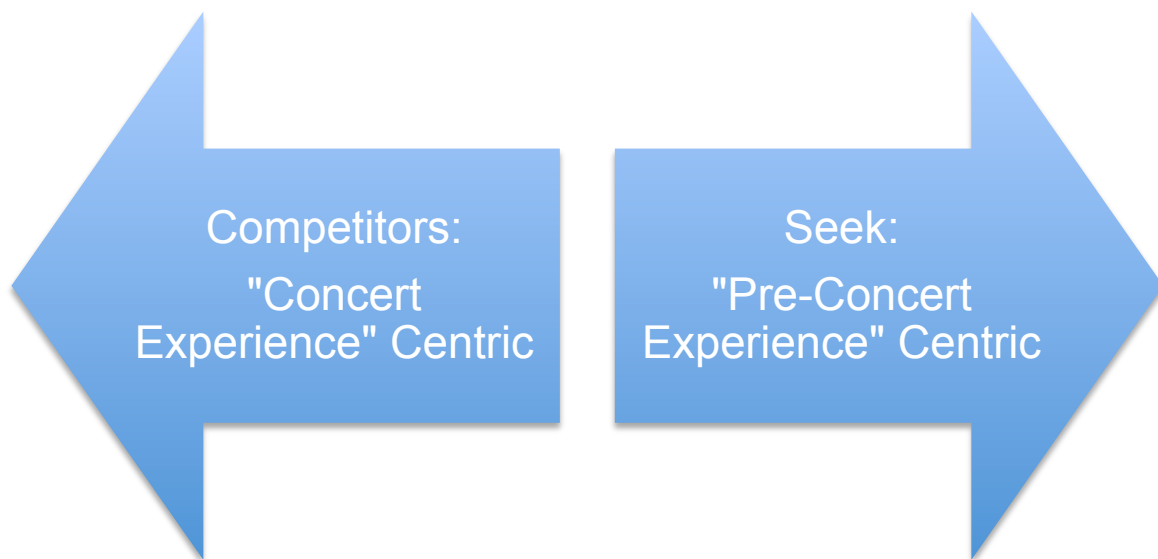 Competitors:
"Concert
Experience" Centric
Seek:
"Pre-Concert
Experience" Centric